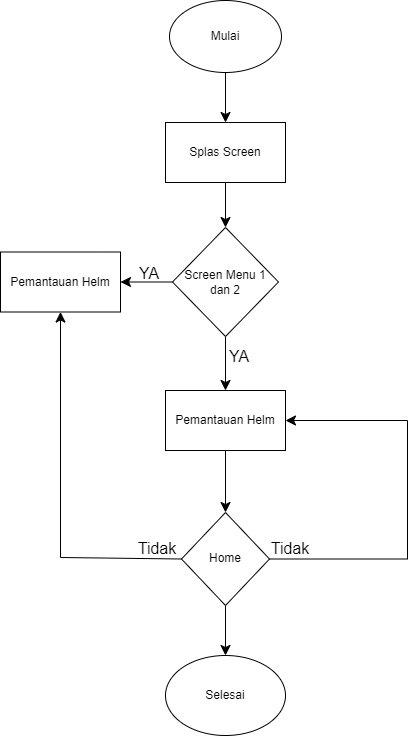 Mulai
Splas Screen
Screen Menu 1
dan 2
YA
Pemantauan Helm
YA
Pemantauan Helm
Home
Tidak
Tidak
Selesai